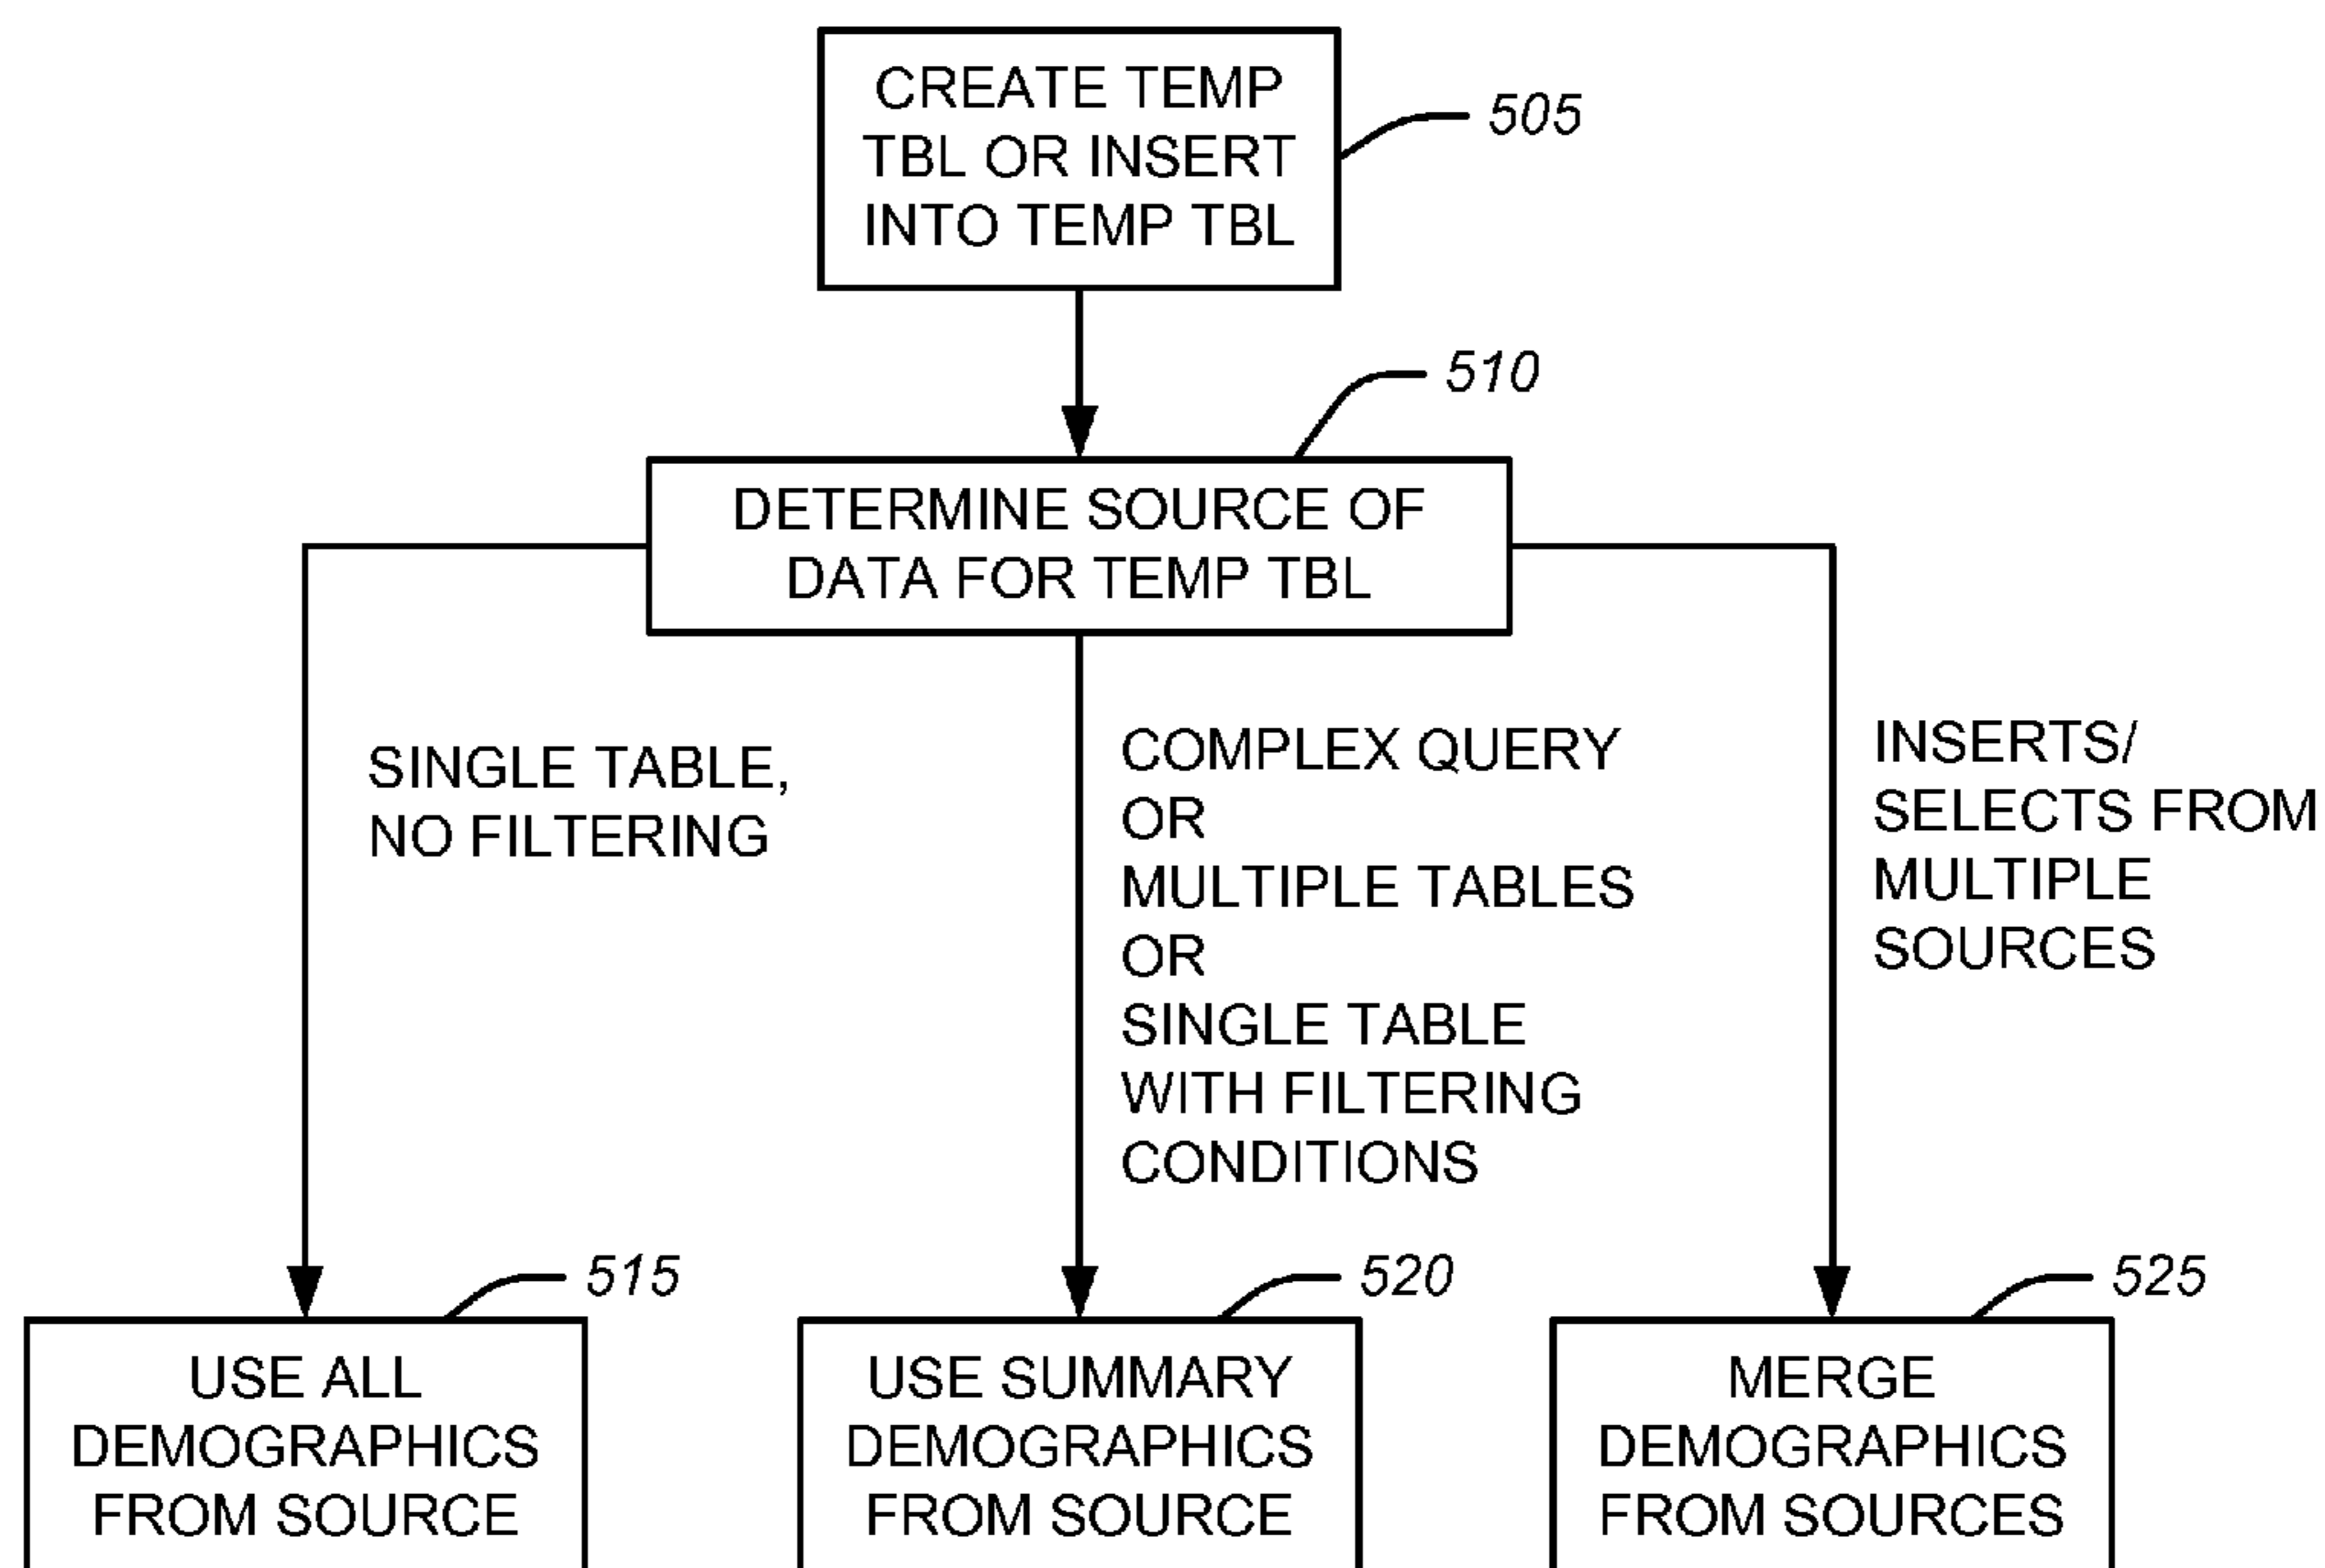 CREATE TEMP
TBL OR INSERT
INTO TEMP TBL
505
510
DETERMINE SOURCE OF
DATA FOR TEMP TBL
SINGLE TABLE,
NO FILTERING
COMPLEX QUERY
OR
MULTIPLE TABLES
OR
SINGLE TABLE
WITH FILTERING
CONDITIONS
INSERTS/
SELECTS FROM
MULTIPLE
SOURCES
515
USE ALL
DEMOGRAPHICS
FROM SOURCE
520
USE SUMMARY
DEMOGRAPHICS
FROM SOURCE
525
MERGE
DEMOGRAPHICS
FROM SOURCES